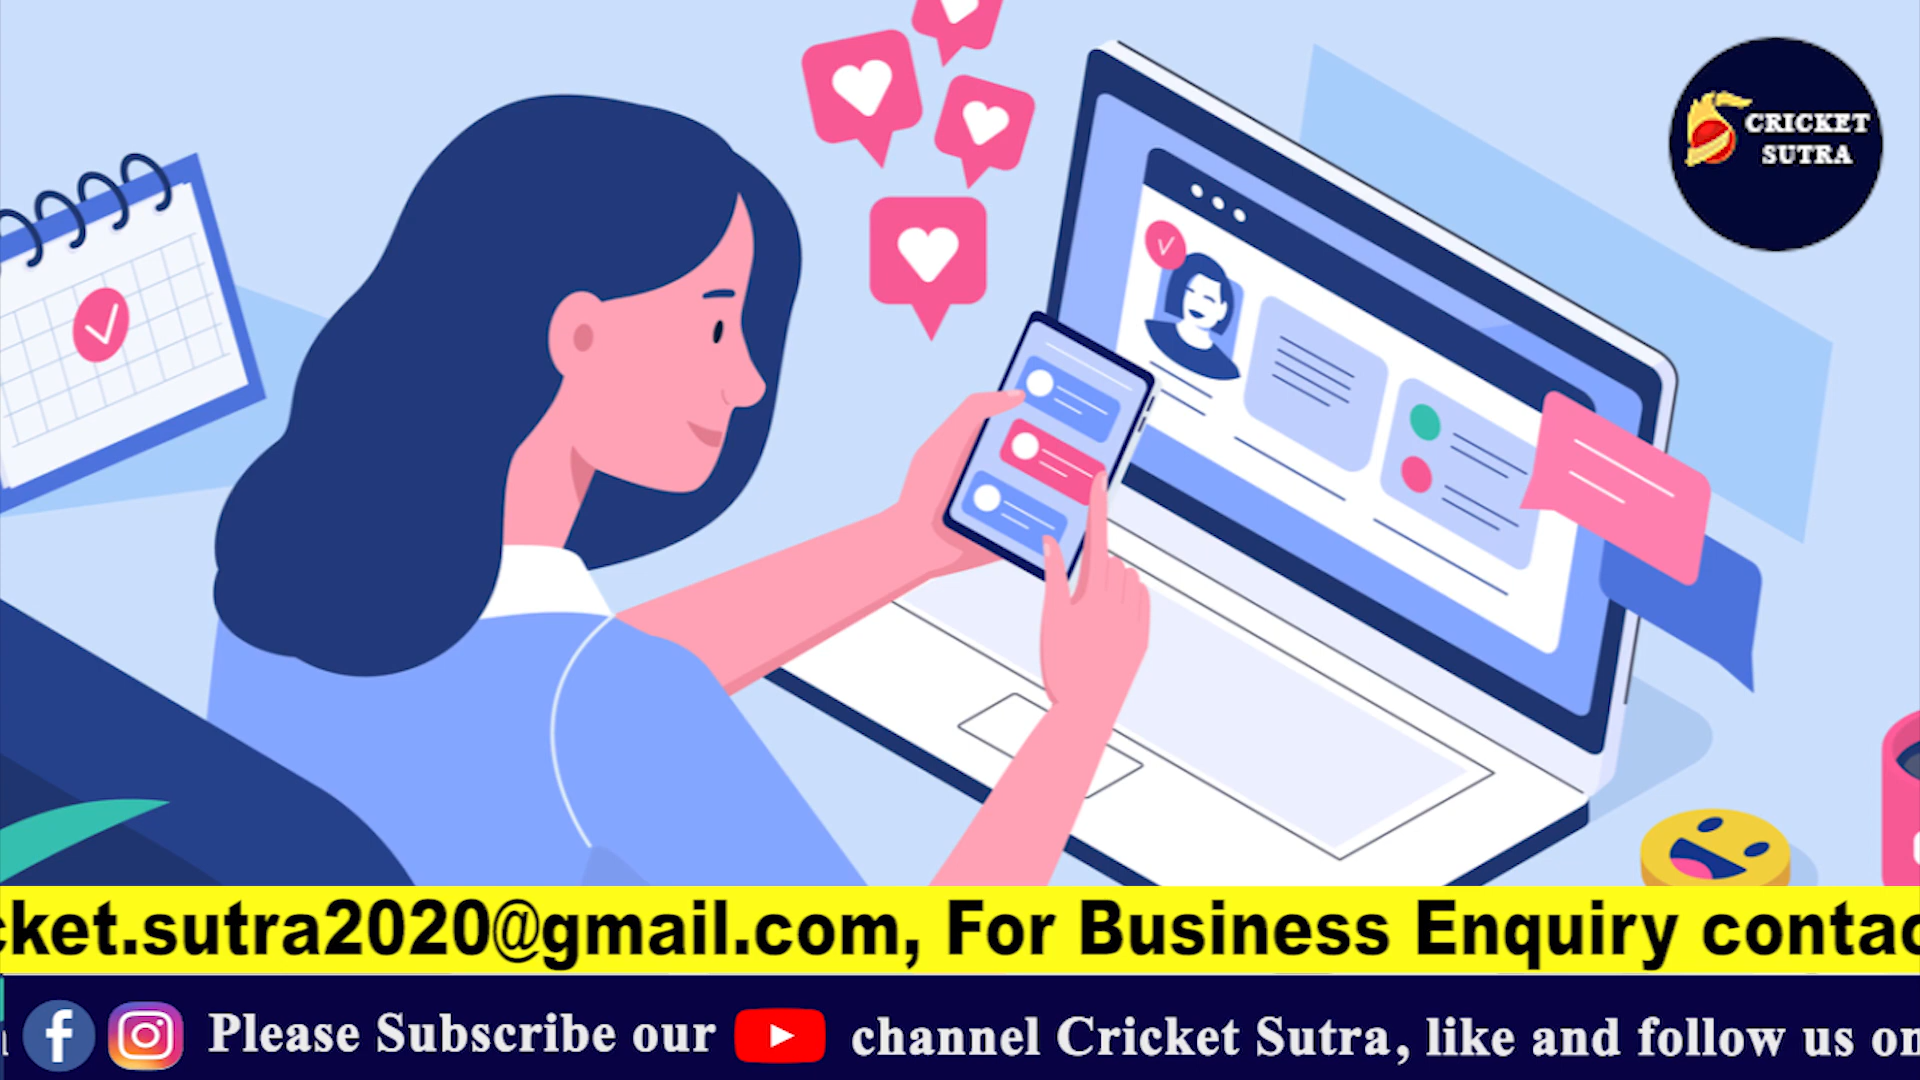 CRICKET
SUTRA
cket.sutra2020@gmail.com, For Business Enquiry contac
Please Subscribe our channel Cricket Sutra, like and follow us on